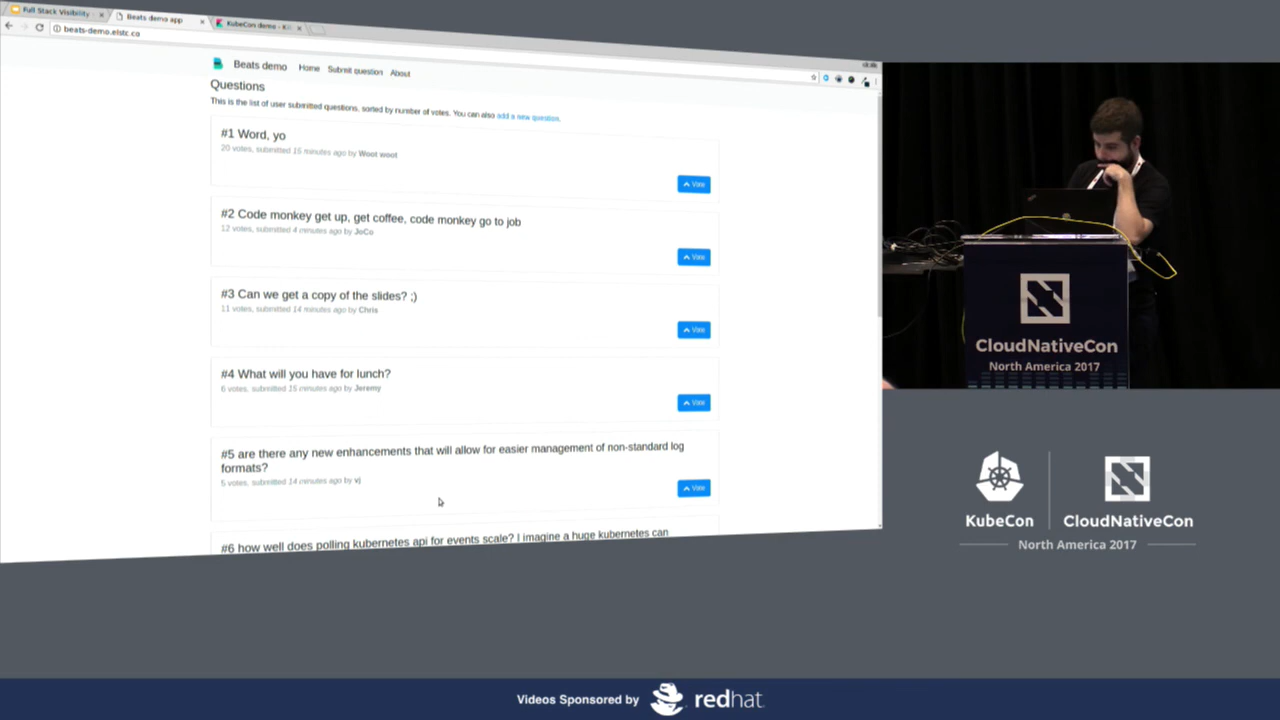 Full Stack Visibility
Beats demo app
KubeCon demo - Ki
beats-demo.elstc.co
Beats demo Home Submit question About
Questions
This is the list of user submitted questions, sorted by number of votes. You can also add a new question.
#1 Word, yo
20 votes, submitted 15 minutes ago by Woot woot
Vote
#2 Code monkey get up, get coffee, code monkey go to job
12 votes, submitted 4 minutes ago by JoCo
Vote
#3 Can we get a copy of the slides? ;)
11 votes, submitted 14 minutes ago by Chris
Vote
#4 What will you have for lunch?
6 votes, submitted 15 minutes ago by Jeremy
Vote
#5 are there any new enhancements that will allow for easier management of non-standard log
formats?
5 votes, submitted 14 minutes ago by vj
Vote
#6 how well does polling kubernetes api for events scale? I imagine a huge kubernetes can
CloudNativeCon
North America 2017
KubeCon CloudNativeCon
North America 2017
Videos Sponsored by redhat